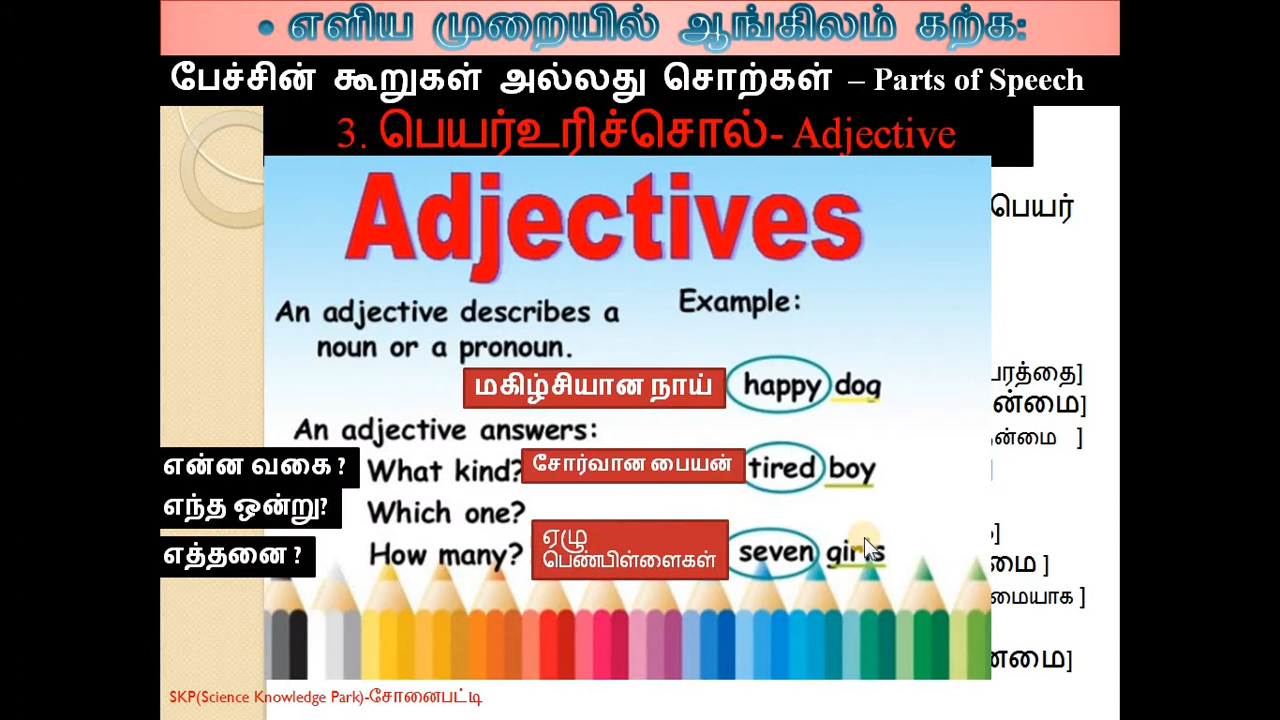 • எளிய முறையில் ஆங்கிலம் கற்க:
பேச்சின் கூறுகள் அல்லது சொற்கள் – Parts of Speech
3. பெயர்உரிச்சொல்- Adjective
Adjectives
பெயர்
An adjective describes a
noun or a pronoun.
Example:
மகிழ்சியான நாய் happy dog
An adjective answers:
என்ன வகை ? What kind? சோர்வான பையன் tired boy
எந்த ஒன்று? Which one?
எத்தனை ? How many? ஏழு
பெண்பிள்ளைகள் seven girls
SKP(Science Knowledge Park)-சோனைபட்டி